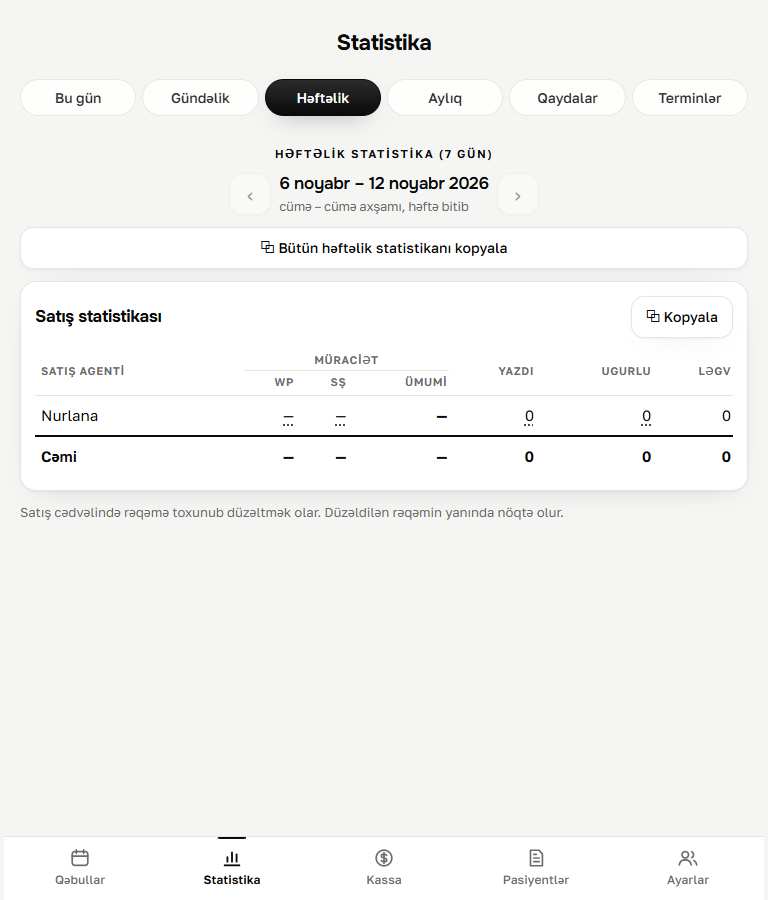 Statistika
Bu gün
Gündəlik
Həftəlik
Aylıq
Qaydalar
Terminlər
HƏFTƏLİK STATİSTİKA (7 GÜN)
‹
6 noyabr – 12 noyabr 2026
›
cümə – cümə axşamı, həftə bitib
Bütün həftəlik statistikanı kopyala
Satış statistikası
Kopyala
SATIŞ AGENTİ MÜRACİƏT YAZDI UGURLU LƏGV
WP SŞ ÜMUMİ
Nurlana – – – 0 0 0
Cəmi – – – 0 0 0
Satış cədvəlində rəqəmə toxunub düzəltmək olar. Düzəldilən rəqəmin yanında nöqtə olur.
Qəbullar
Statistika
Kassa
Pasiyentlər
Ayarlar